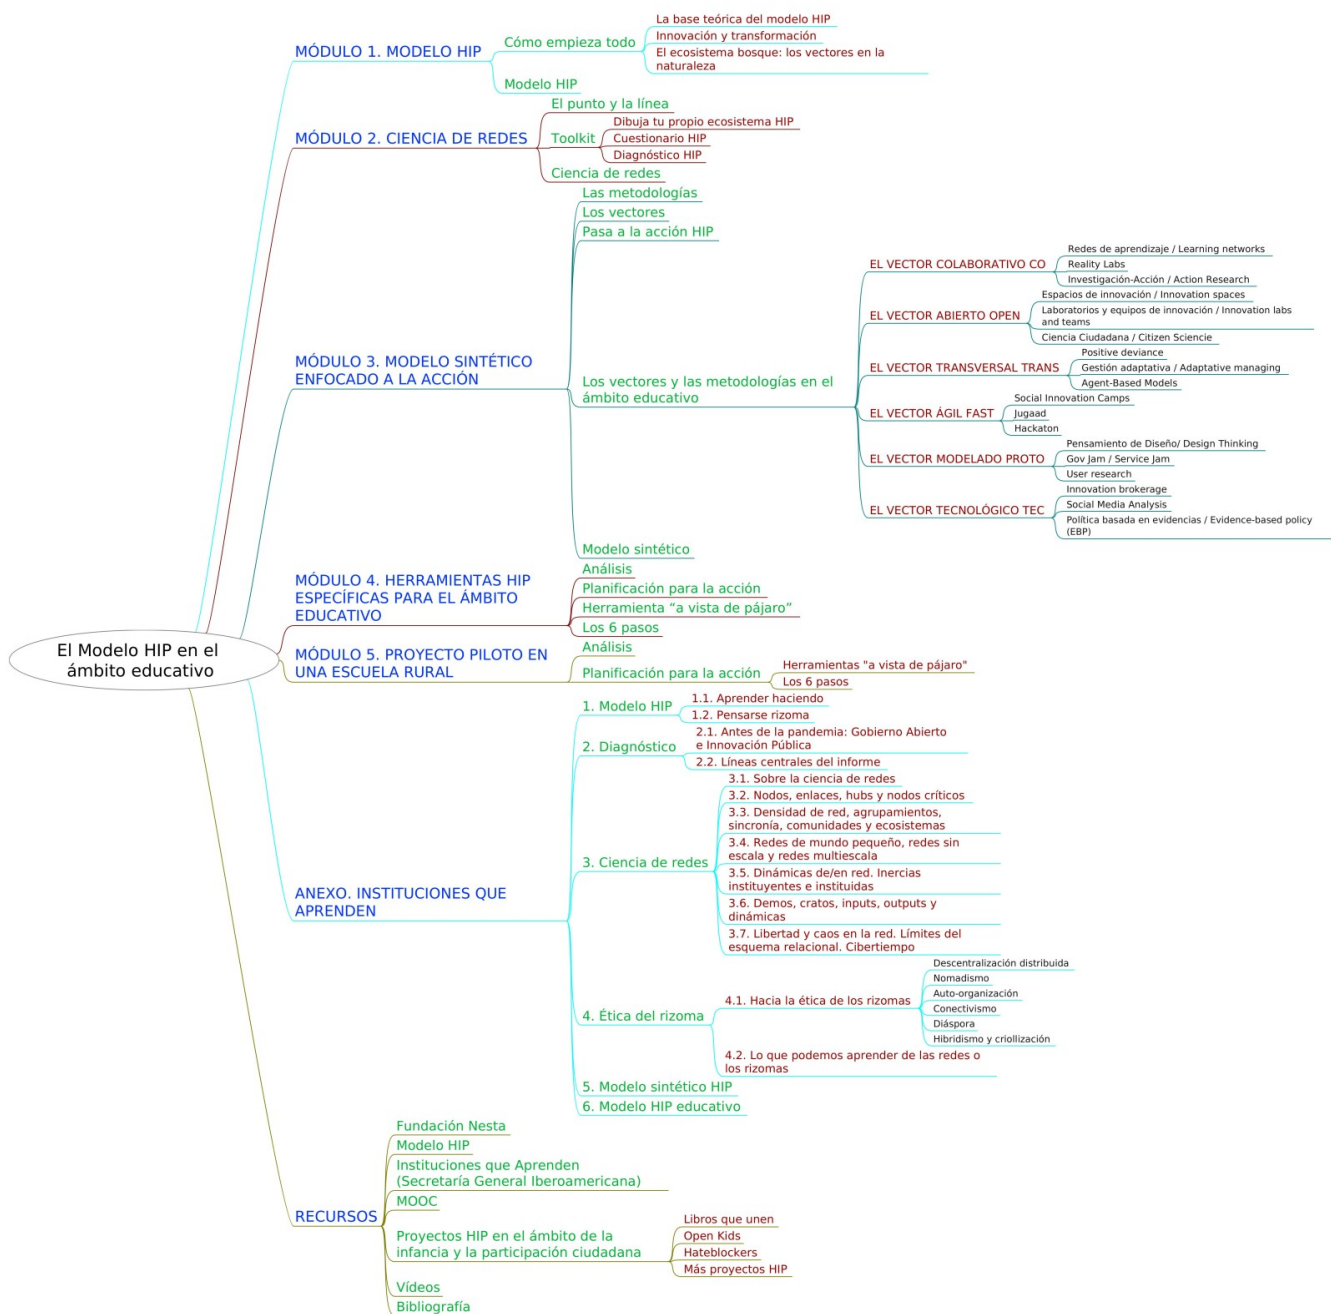 El Modelo HIP en el
ámbito educativo
MÓDULO 1. MODELO HIP
Cómo empieza todo
La base teórica del modelo HIP
Innovación y transformación
El ecosistema bosque: los vectores en la
naturaleza
Modelo HIP
MÓDULO 2. CIENCIA DE REDES
El punto y la línea
Toolkit
Dibuja tu propio ecosistema HIP
Cuestionario HIP
Diagnóstico HIP
Ciencia de redes
MÓDULO 3. MODELO SINTÉTICO
ENFOCADO A LA ACCIÓN
Las metodologías
Los vectores
Pasa a la acción HIP
Los vectores y las metodologías en el
ámbito educativo
EL VECTOR COLABORATIVO CO
Redes de aprendizaje / Learning networks
Reality Labs
Investigación-Acción / Action Research
EL VECTOR ABIERTO OPEN
Espacios de innovación / Innovation spaces
Laboratorios y equipos de innovación / Innovation labs
and teams
Ciencia Ciudadana / Citizen Sciencie
EL VECTOR TRANSVERSAL TRANS
Positive deviance
Gestión adaptativa / Adaptative managing
Agent-Based Models
EL VECTOR ÁGIL FAST
Social Innovation Camps
Jugaad
Hackaton
EL VECTOR MODELADO PROTO
Pensamiento de Diseño/ Design Thinking
Gov Jam / Service Jam
User research
EL VECTOR TECNOLÓGICO TEC
Innovation brokerage
Social Media Analysis
Política basada en evidencias / Evidence-based policy
(EBP)
Modelo sintético
MÓDULO 4. HERRAMIENTAS HIP
ESPECÍFICAS PARA EL ÁMBITO
EDUCATIVO
Análisis
Planificación para la acción
Herramienta “a vista de pájaro”
Los 6 pasos
MÓDULO 5. PROYECTO PILOTO EN
UNA ESCUELA RURAL
Análisis
Planificación para la acción
Herramientas "a vista de pájaro"
Los 6 pasos
ANEXO. INSTITUCIONES QUE
APRENDEN
1. Modelo HIP
1.1. Aprender haciendo
1.2. Pensarse rizoma
2. Diagnóstico
2.1. Antes de la pandemia: Gobierno Abierto
e Innovación Pública
2.2. Líneas centrales del informe
3. Ciencia de redes
3.1. Sobre la ciencia de redes
3.2. Nodos, enlaces, hubs y nodos críticos
3.3. Densidad de red, agrupamientos,
sincronía, comunidades y ecosistemas
3.4. Redes de mundo pequeño, redes sin
escala y redes multiescala
3.5. Dinámicas de/en red. Inercias
instituyentes e instituidas
3.6. Demos, cratos, inputs, outputs y
dinámicas
3.7. Libertad y caos en la red. Límites del
esquema relacional. Cibertiempo
4. Ética del rizoma
4.1. Hacia la ética de los rizomas
Descentralización distribuida
Nomadismo
Auto-organización
Conectivismo
Diáspora
Hibridismo y criollización
4.2. Lo que podemos aprender de las redes o
los rizomas
5. Modelo sintético HIP
6. Modelo HIP educativo
RECURSOS
Fundación Nesta
Modelo HIP
Instituciones que Aprenden
(Secretaría General Iberoamericana)
MOOC
Proyectos HIP en el ámbito de la
infancia y la participación ciudadana
Libros que unen
Open Kids
Hateblockers
Más proyectos HIP
Vídeos
Bibliografía